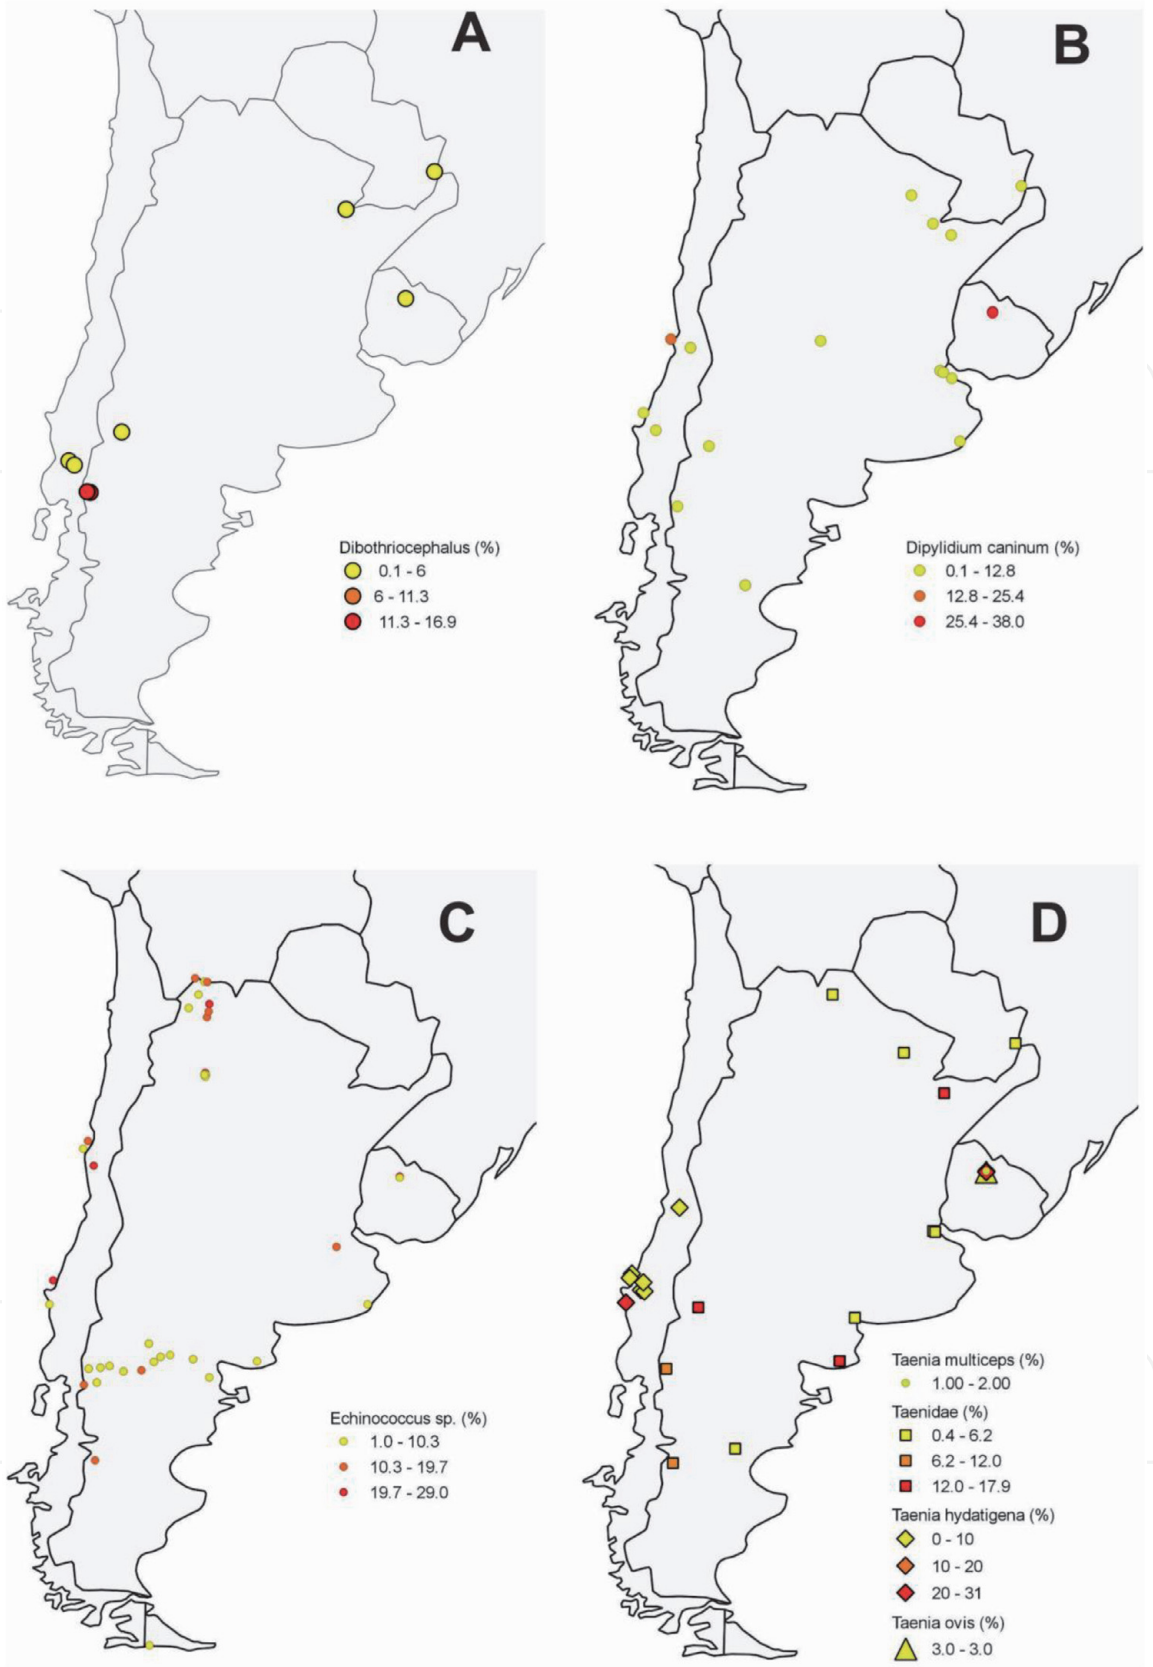 A
Dibothriocephalus (%)
0.1 - 6
6 - 11.3
11.3 - 16.9
B
Dipylidium caninum (%)
0.1 - 12.8
12.8 - 25.4
25.4 - 38.0
C
Echinococcus sp. (%)
1.0 - 10.3
10.3 - 19.7
19.7 - 29.0
D
Taenia multiceps (%)
1.00 - 2.00
Taenidae (%)
0.4 - 6.2
6.2 - 12.0
12.0 - 17.9
Taenia hydatigena (%)
0 - 10
10 - 20
20 - 31
Taenia ovis (%)
3.0 - 3.0